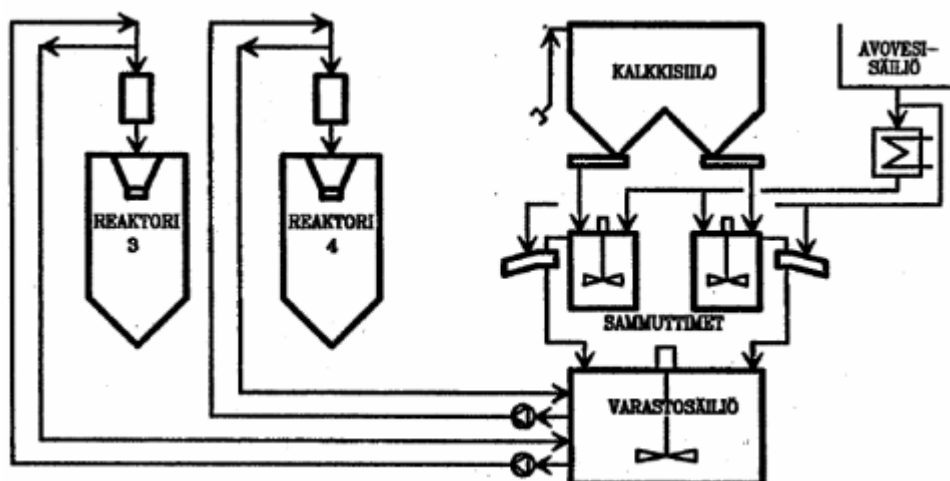 KALKKISIILO
AVOVESI-
SÄILIÖ
REAKTORI
3
REAKTORI
4
SAMMUTTIMET
VARASTOSÄILIÖ